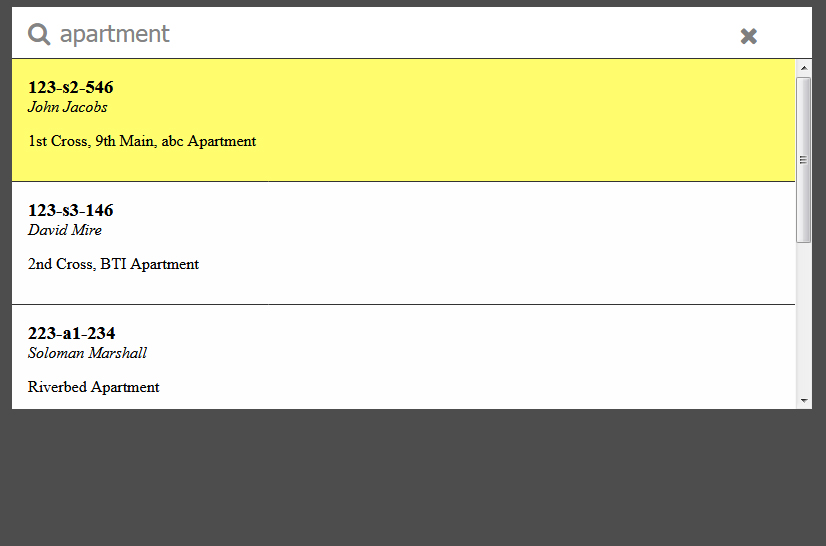 apartment
123-s2-546
John Jacobs
1st Cross, 9th Main, abc Apartment
123-s3-146
David Mire
2nd Cross, BTI Apartment
223-a1-234
Soloman Marshall
Riverbed Apartment